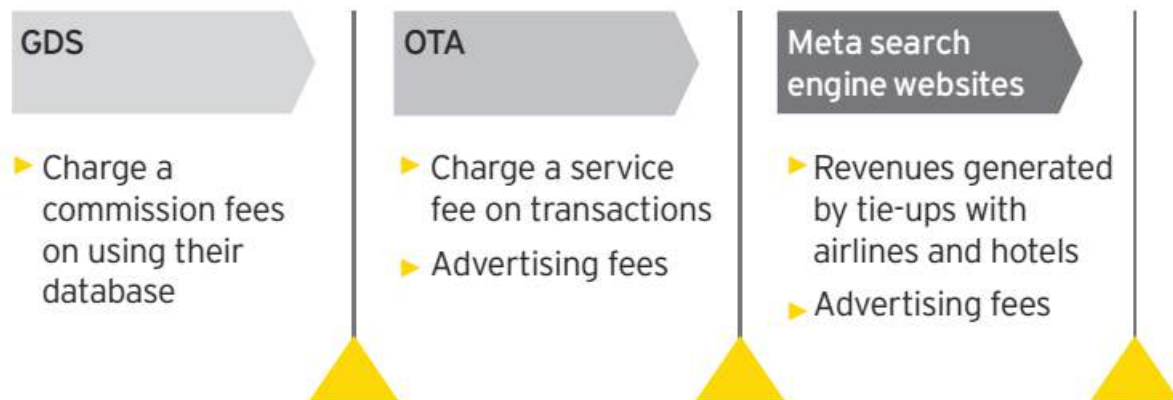 GDS
Charge a
commission fees
on using their
database
OTA
Charge a service
fee on transactions
Advertising fees
Meta search
engine websites
Revenues generated
by tie-ups with
airlines and hotels
Advertising fees